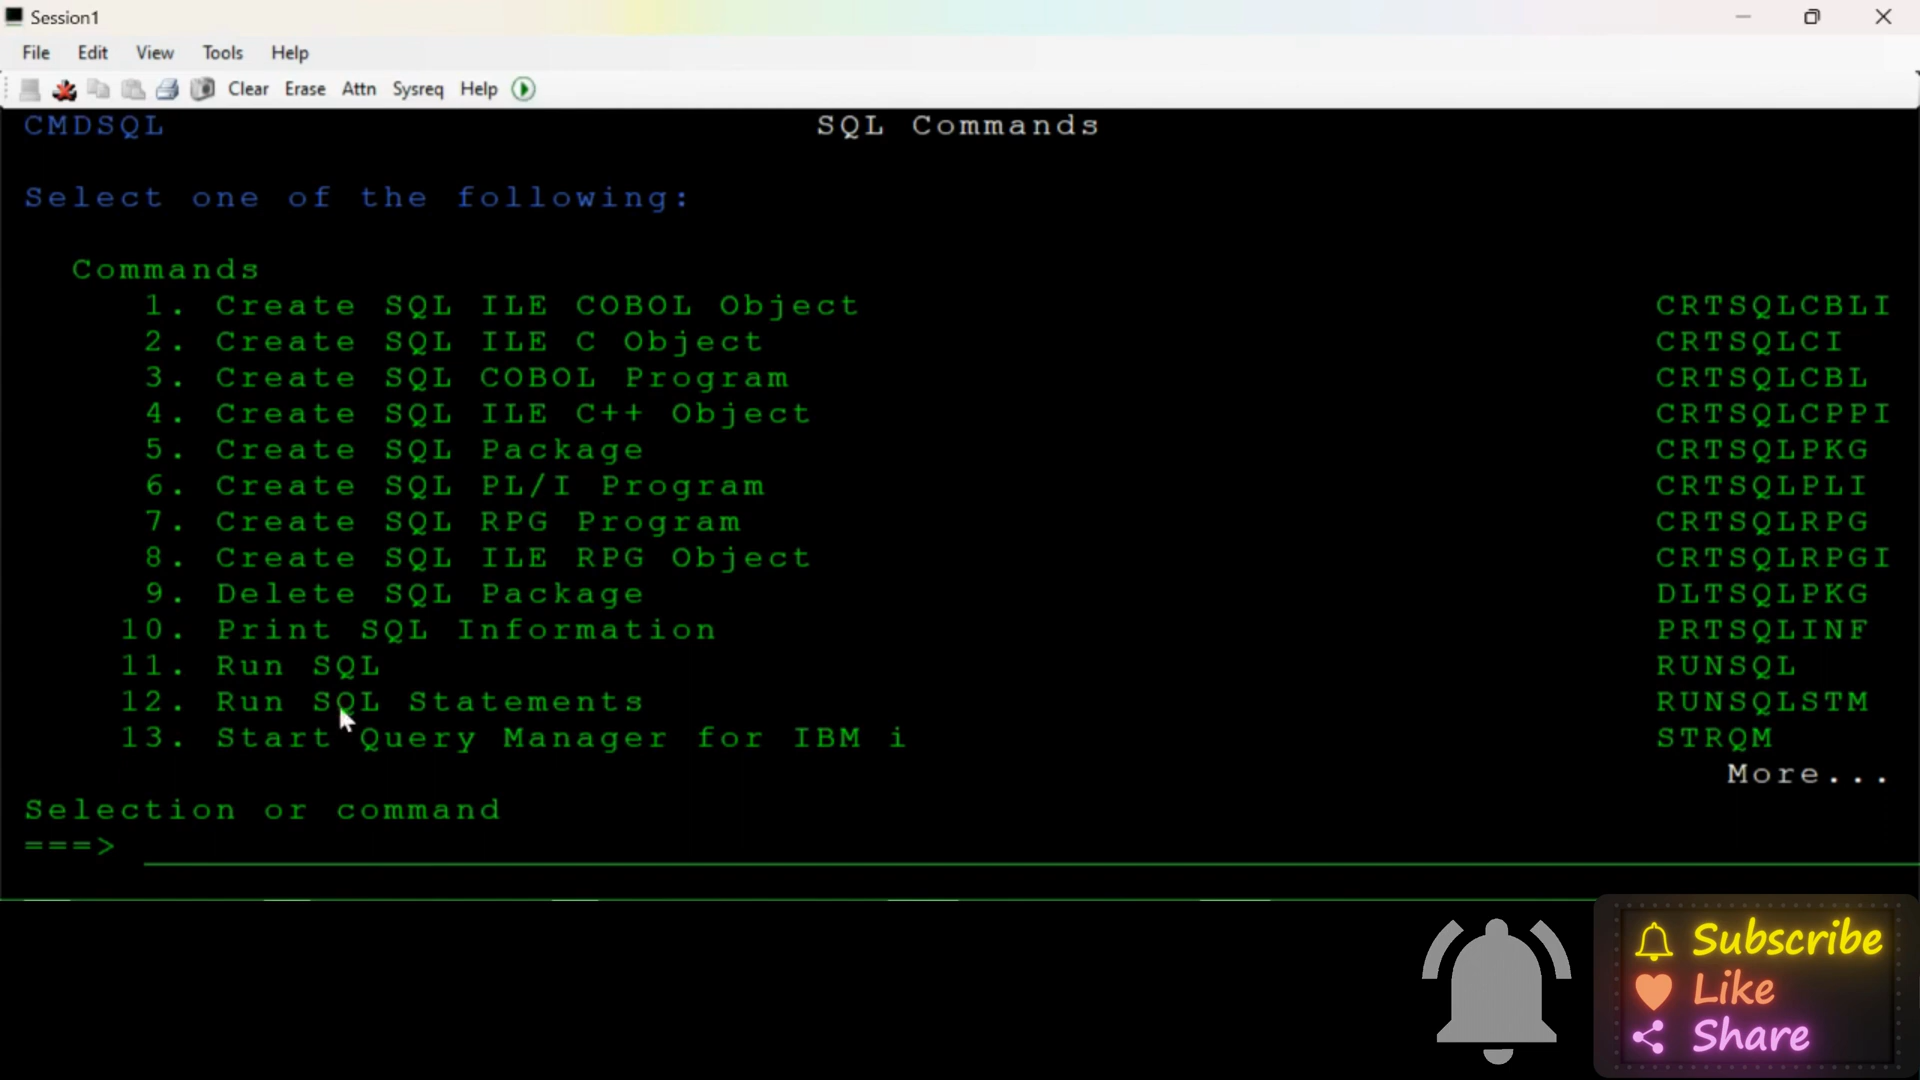 Session1
File Edit View Tools Help
Clear Erase Attn Sysreq Help
CMDSQL SQL Commands
Select one of the following:
Commands
1. Create SQL ILE COBOL Object CRTSQLCBLI
2. Create SQL ILE C Object CRTSQLCI
3. Create SQL COBOL Program CRTSQLCBL
4. Create SQL ILE C++ Object CRTSQLCPPI
5. Create SQL Package CRTSQLPKG
6. Create SQL PL/I Program CRTSQLPLI
7. Create SQL RPG Program CRTSQLRPG
8. Create SQL ILE RPG Object CRTSQLRPGI
9. Delete SQL Package DLTSQLPKG
10. Print SQL Information PRTSQLINF
11. Run SQL RUNSQL
12. Run SQL Statements RUNSQLSTM
13. Start Query Manager for IBM i STRQM
More...
Selection or command
===>
Subscribe
Like
Share